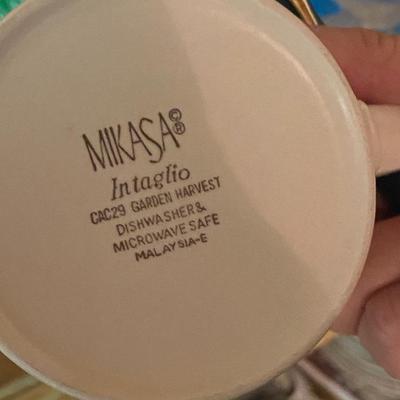 MIKASA©®
Intaglio
CAC29 GARDEN HARVEST
DISHWASHER &
MICROWAVE SAFE
MALAYSIA-E